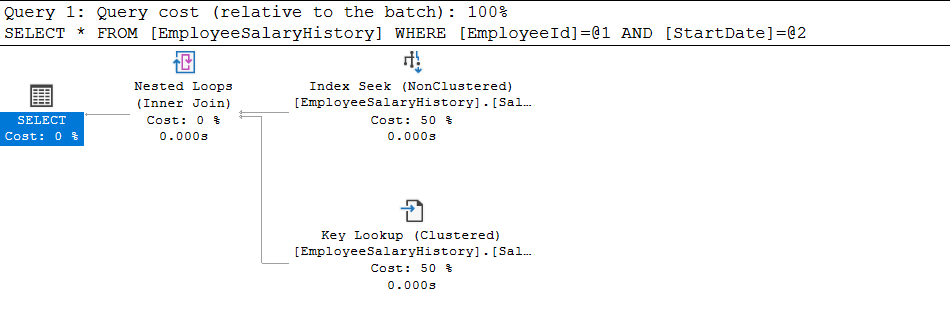 Query 1: Query cost (relative to the batch): 100%
SELECT * FROM [EmployeeSalaryHistory] WHERE [EmployeeId]=@1 AND [StartDate]=@2
SELECT
Cost: 0 %
Nested Loops
(Inner Join)
Cost: 0 %
0.000s
Index Seek (NonClustered)
[EmployeeSalaryHistory].[Sal…
Cost: 50 %
0.000s
Key Lookup (Clustered)
[EmployeeSalaryHistory].[Sal…
Cost: 50 %
0.000s